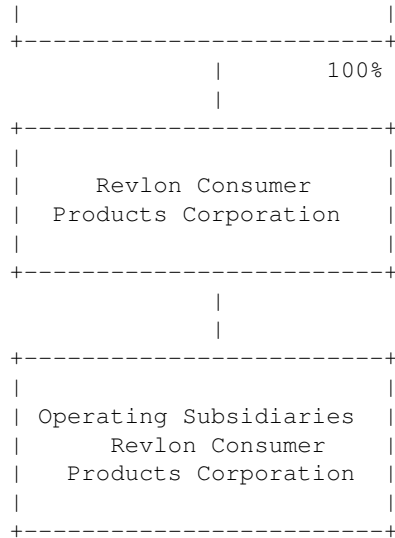 100%
Revlon Consumer
Products Corporation
Operating Subsidiaries
Revlon Consumer
Products Corporation